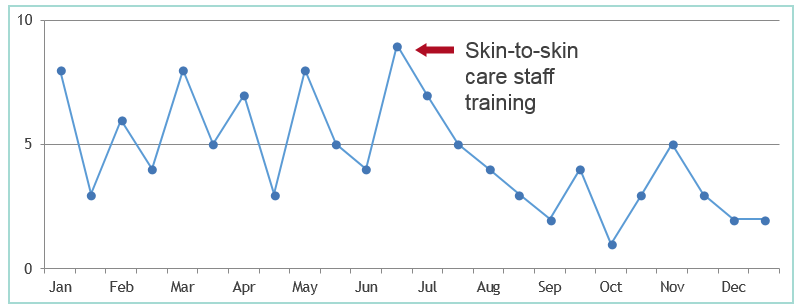 10
Skin-to-skin
care staff
training
5
0
Jan Feb Mar Apr May Jun Jul Aug Sep Oct Nov Dec